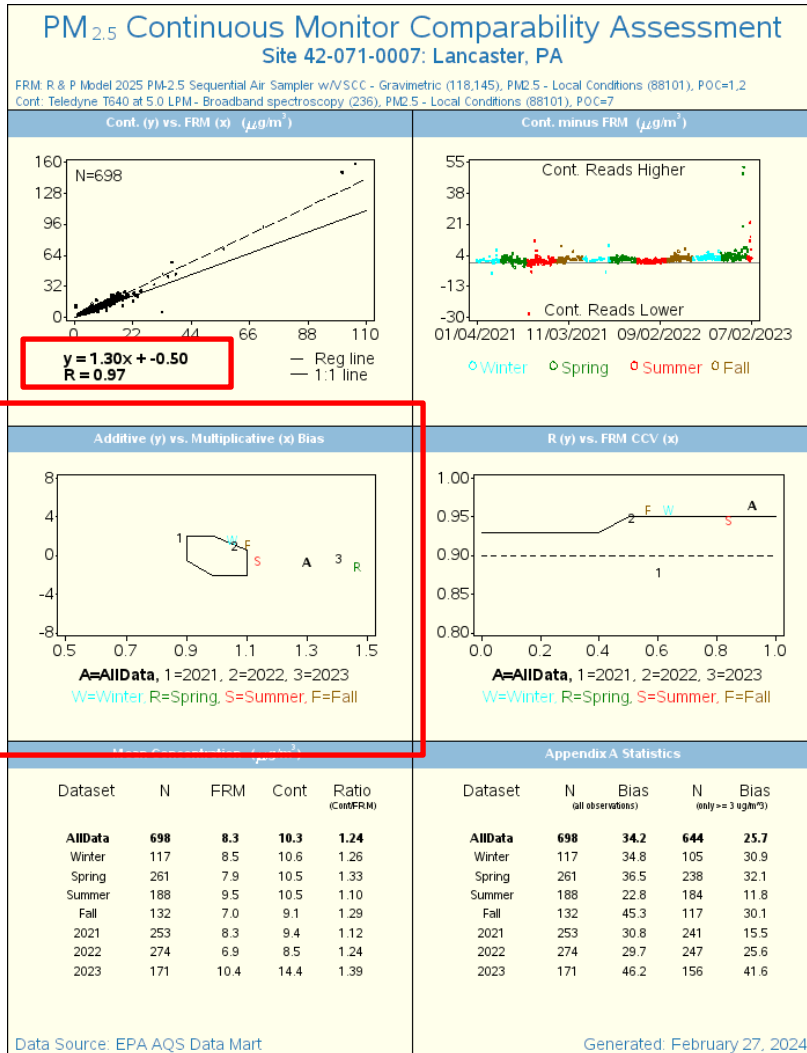 PM 2.5 Continuous Monitor Comparability Assessment
Site 42-071-0007: Lancaster, PA
FRM: R & P Model 2025 PM-2.5 Sequential Air Sampler w/VSCC - Gravimetric (118,145), PM2.5 - Local Conditions (88101), POC=1,2
Cont: Teledyne T640 at 5.0 LPM - Broadband spectroscopy (236), PM2.5 - Local Conditions (88101), POC=7
Cont. (y) vs. FRM (x) (μg/m³)
160
128
96
64
32
0
N=698
0 22 44 66 88 110
y = 1.30x + -0.50
R = 0.97
— Reg line
— 1:1 line
Cont. minus FRM (μg/m³)
55
38
21
4
-13
-30
Cont. Reads Higher
Cont. Reads Lower
01/04/2021 11/03/2021 09/02/2022 07/02/2023
Winter Spring Summer Fall
Additive (y) vs. Multiplicative (x) Bias
8
4
0
-4
-8
1 W 2 F S A 3 R
0.5 0.7 0.9 1.1 1.3 1.5
A=AllData, 1=2021, 2=2022, 3=2023
W=Winter, R=Spring, S=Summer, F=Fall
R (y) vs. FRM CCV (x)
1.00
0.95
0.90
0.85
0.80
2 F W S A
1
0.0 0.2 0.4 0.6 0.8 1.0
A=AllData, 1=2021, 2=2022, 3=2023
W=Winter, R=Spring, S=Summer, F=Fall
Mean Concentration (μg/m³)
Dataset N FRM Cont Ratio
(Cont/FRM)
AllData 698 8.3 10.3 1.24
Winter 117 8.5 10.6 1.26
Spring 261 7.9 10.5 1.33
Summer 188 9.5 10.5 1.10
Fall 132 7.0 9.1 1.29
2021 253 8.3 9.4 1.12
2022 274 6.9 8.5 1.24
2023 171 10.4 14.4 1.39
Appendix A Statistics
Dataset N Bias N Bias
(all observations) (only >= 3 ug/m^3)
AllData 698 34.2 644 25.7
Winter 117 34.8 105 30.9
Spring 261 36.5 238 32.1
Summer 188 22.8 184 11.8
Fall 132 45.3 117 30.1
2021 253 30.8 241 15.5
2022 274 29.7 247 25.6
2023 171 46.2 156 41.6
Data Source: EPA AQS Data Mart
Generated: February 27, 2024